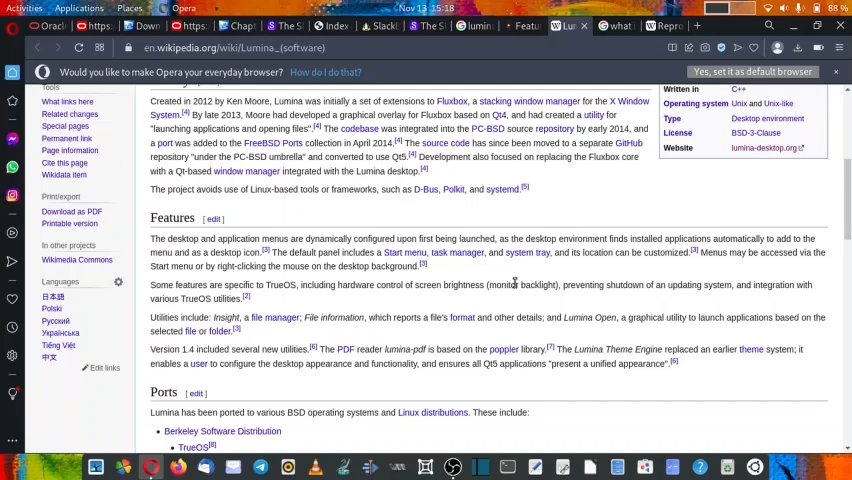 Activities Applications Places Opera Nov 13 15:18 88 %
Oracle https: Down https: Chapt The S Index SlackB The S lumina Featu Lun what i Repro
en.wikipedia.org/wiki/Lumina_(software)
Would you like to make Opera your everyday browser? How do I do that? Yes, set it as default browser
Tools
What links here
Related changes
Special pages
Permanent link
Page information
Cite this page
Wikidata item
Print/export
Download as PDF
Printable version
In other projects
Wikimedia Commons
Languages
日本語
Polski
Русский
Українська
Tiếng Việt
中文
Edit links
Created in 2012 by Ken Moore, Lumina was initially a set of extensions to Fluxbox, a stacking window manager for the X Window
System.[4] By late 2013, Moore had developed a graphical overlay for Fluxbox based on Qt4, and had created a utility for
"launching applications and opening files".[4] The codebase was integrated into the PC-BSD source repository by early 2014, and
a port was added to the FreeBSD Ports collection in April 2014.[4] The source code has since been moved to a separate GitHub
repository "under the PC-BSD umbrella" and converted to use Qt5.[4] Development also focused on replacing the Fluxbox core
with a Qt-based window manager integrated with the Lumina desktop.[4]
The project avoids use of Linux-based tools or frameworks, such as D-Bus, Polkit, and systemd.[5]
Written in C++
Operating system Unix and Unix-like
Type Desktop environment
License BSD-3-Clause
Website lumina-desktop.org
Features [ edit ]
The desktop and application menus are dynamically configured upon first being launched, as the desktop environment finds installed applications automatically to add to the
menu and as a desktop icon.[3] The default panel includes a Start menu, task manager, and system tray, and its location can be customized.[3] Menus may be accessed via the
Start menu or by right-clicking the mouse on the desktop background.[3]
Some features are specific to TrueOS, including hardware control of screen brightness (monitor backlight), preventing shutdown of an updating system, and integration with
various TrueOS utilities.[2]
Utilities include: Insight, a file manager; File information, which reports a file's format and other details; and Lumina Open, a graphical utility to launch applications based on the
selected file or folder.[3]
Version 1.4 included several new utilities.[6] The PDF reader lumina-pdf is based on the poppler library.[7] The Lumina Theme Engine replaced an earlier theme system; it
enables a user to configure the desktop appearance and functionality, and ensures all Qt5 applications "present a unified appearance".[6]
Ports [ edit ]
Lumina has been ported to various BSD operating systems and Linux distributions. These include:
Berkeley Software Distribution
TrueOS[8]